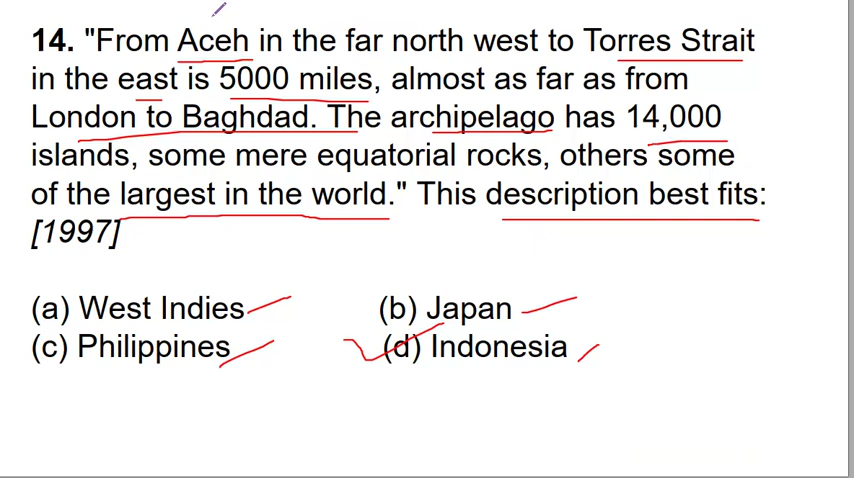 14. "From Aceh in the far north west to Torres Strait
in the east is 5000 miles, almost as far as from
London to Baghdad. The archipelago has 14,000
islands, some mere equatorial rocks, others some
of the largest in the world." This description best fits:
[1997]
(a) West Indies (b) Japan
(c) Philippines (d) Indonesia